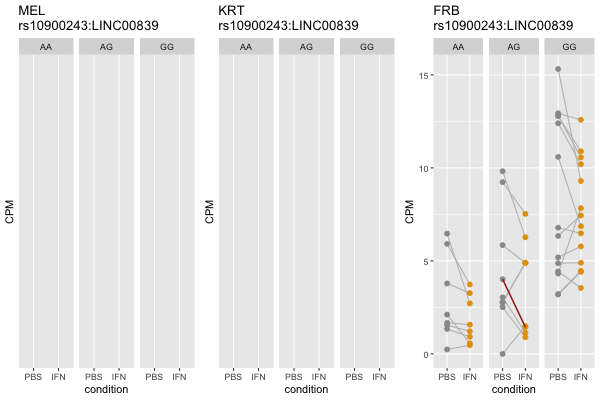 MEL
rs10900243:LINC00839
AA AG GG
CPM
PBS IFN PBS IFN PBS IFN
condition
KRT
rs10900243:LINC00839
AA AG GG
CPM
PBS IFN PBS IFN PBS IFN
condition
FRB
rs10900243:LINC00839
AA AG GG
15
10
5
0
CPM
PBS IFN PBS IFN PBS IFN
condition